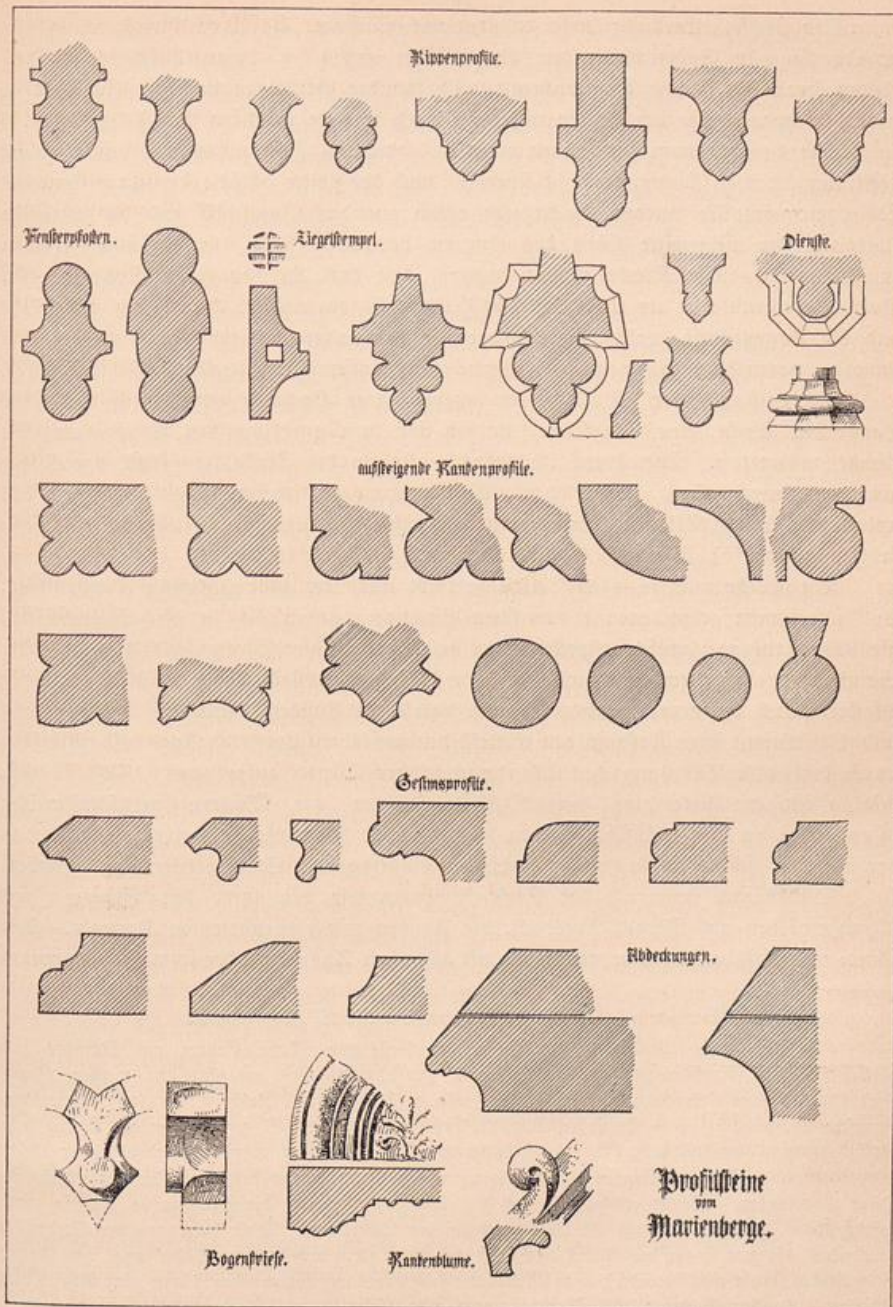 Rippenprofile.
Fensterpfosten.
Ziegelstempel.
Dienste.
aufsteigende Kantenprofile.
Gesimsprofile.
Abdeckungen.
Profilsteine
vom
Marienberge.
Bogenfriese.
Kantenblume.